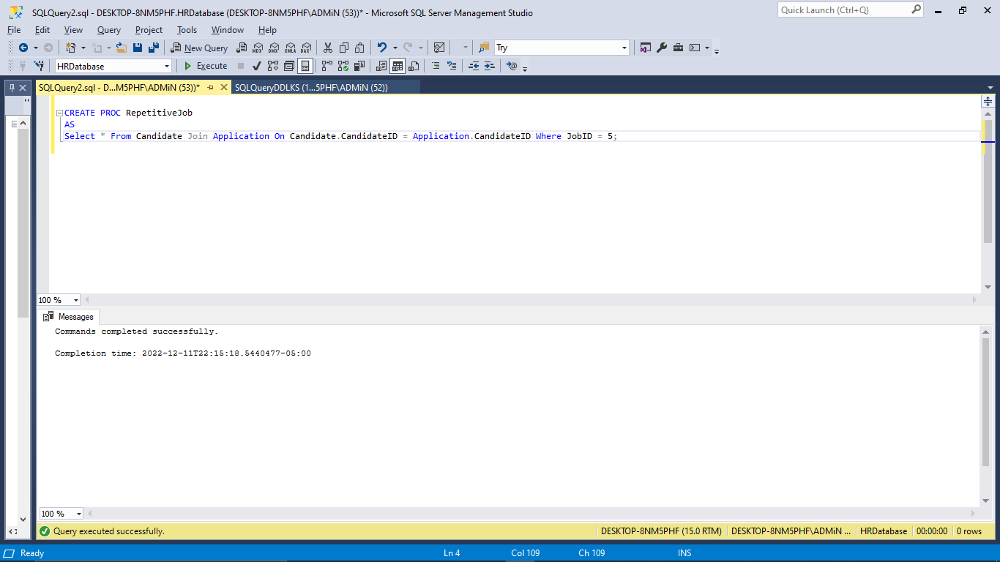 SQLQuery2.sql - DESKTOP-8NM5PHF.HRDatabase (DESKTOP-8NM5PHF\ADMiN (53))* - Microsoft SQL Server Management Studio
Quick Launch (Ctrl+Q)
File Edit View Query Project Tools Window Help
New Query MDX DMX XMLA DAX Try
HRDatabase Execute
SQLQuery2.sql - D...M5PHF\ADMiN (53))* SQLQueryDDLKS (1...5PHF\ADMiN (52))
CREATE PROC RepetitiveJob
AS
Select * From Candidate Join Application On Candidate.CandidateID = Application.CandidateID Where JobID = 5;
100 %
Messages
Commands completed successfully.
Completion time: 2022-12-11T22:15:18.5440477-05:00
100 %
Query executed successfully. DESKTOP-8NM5PHF (15.0 RTM) DESKTOP-8NM5PHF\ADMiN ... HRDatabase 00:00:00 0 rows
Ready Ln 4 Col 109 Ch 109 INS